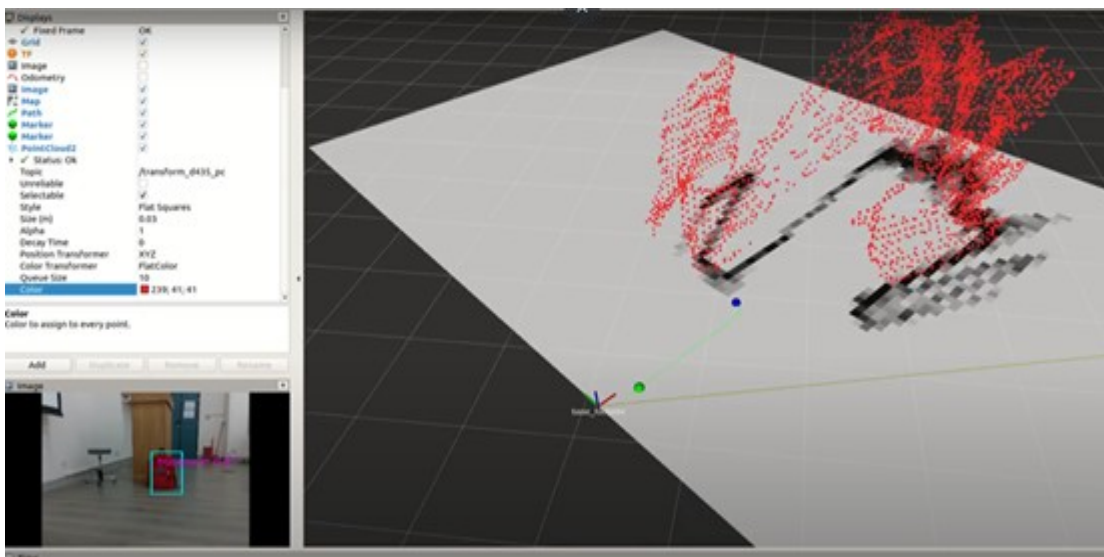 Displays
Fixed Frame OK
Grid
TF
Image
Odometry
Image
Map
Path
Marker
Marker
PointCloud2
Status: Ok
Topic /transform_d435_pc
Unreliable
Selectable
Style Flat Squares
Size (m) 0.03
Alpha 1
Decay Time 0
Position Transformer XYZ
Color Transformer FlatColor
Queue Size 10
Color 239; 41; 41
Color
Color to assign to every point.
Add Duplicate Remove Rename
Image